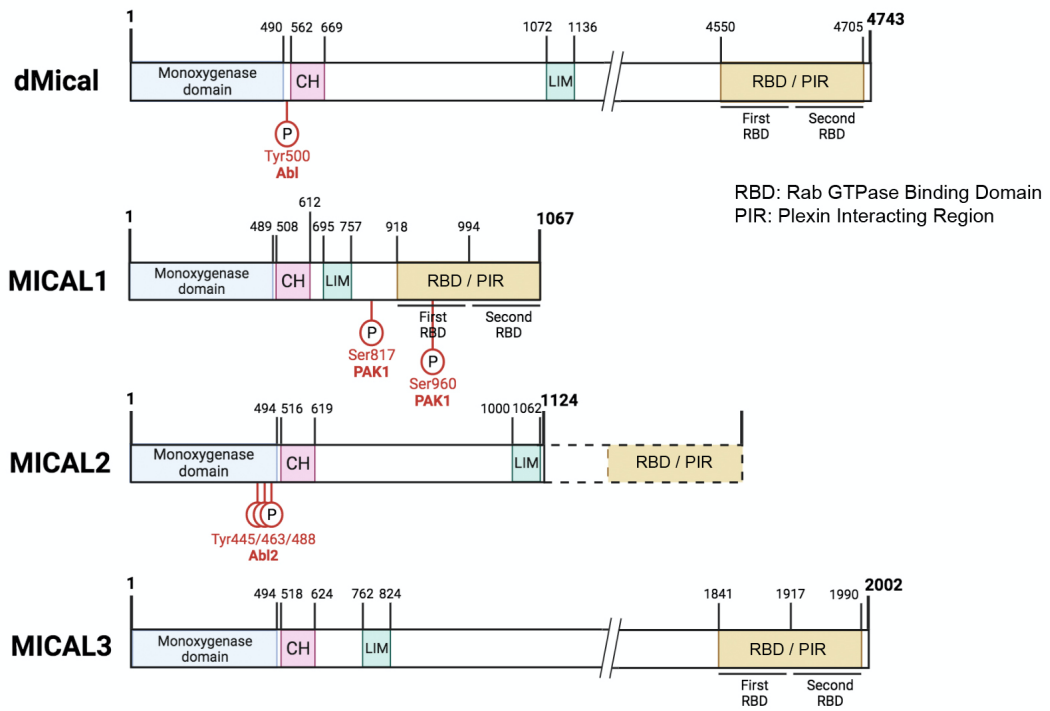 1
490 562 669
1072 1136
4550 4705 4743
dMical
Monoxygenase
domain
CH
LIM
RBD / PIR
First
RBD
Second
RBD
P
Tyr500
Abl
RBD: Rab GTPase Binding Domain
PIR: Plexin Interacting Region
1
489 508 612 695 757 918 994 1067
MICAL1
Monoxygenase
domain
CH
LIM
RBD / PIR
First
RBD
Second
RBD
P
Ser817
PAK1
P
Ser960
PAK1
1
494 516 619
1000 1062 1124
MICAL2
Monoxygenase
domain
CH
LIM
RBD / PIR
P
Tyr445/463/488
Abl2
1
494 518 624 762 824
1841 1917 1990 2002
MICAL3
Monoxygenase
domain
CH
LIM
RBD / PIR
First
RBD
Second
RBD